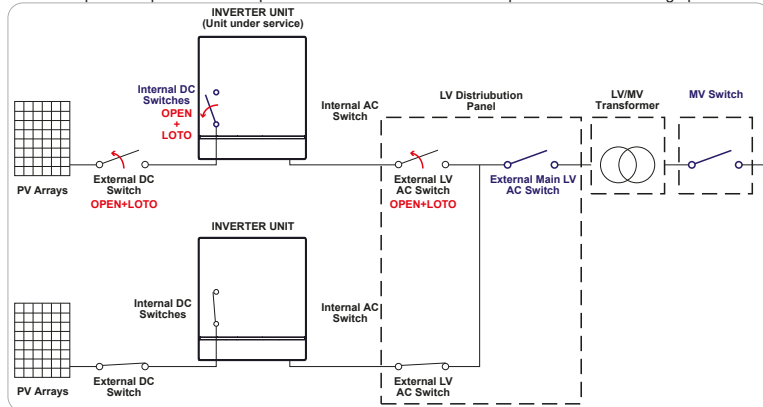 INVERTER UNIT
(Unit under service)
Internal DC
Switches
OPEN
+
LOTO
Internal AC
Switch
LV Distriubution
Panel
LV/MV
Transformer
MV Switch
PV Arrays
External DC
Switch
OPEN+LOTO
External LV
AC Switch
OPEN+LOTO
External Main LV
AC Switch
INVERTER UNIT
Internal DC
Switches
Internal AC
Switch
PV Arrays
External DC
Switch
External LV
AC Switch